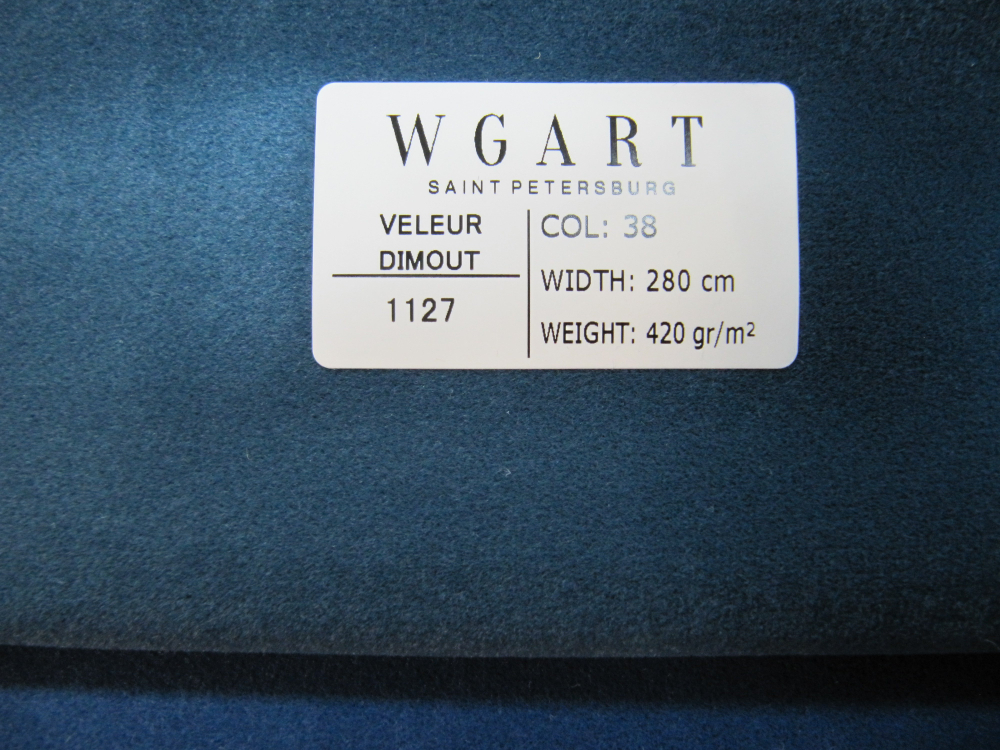 WGART
SAINT PETERSBURG
VELEUR
DIMOUT
1127
COL: 38
WIDTH: 280 cm
WEIGHT: 420 gr/m²